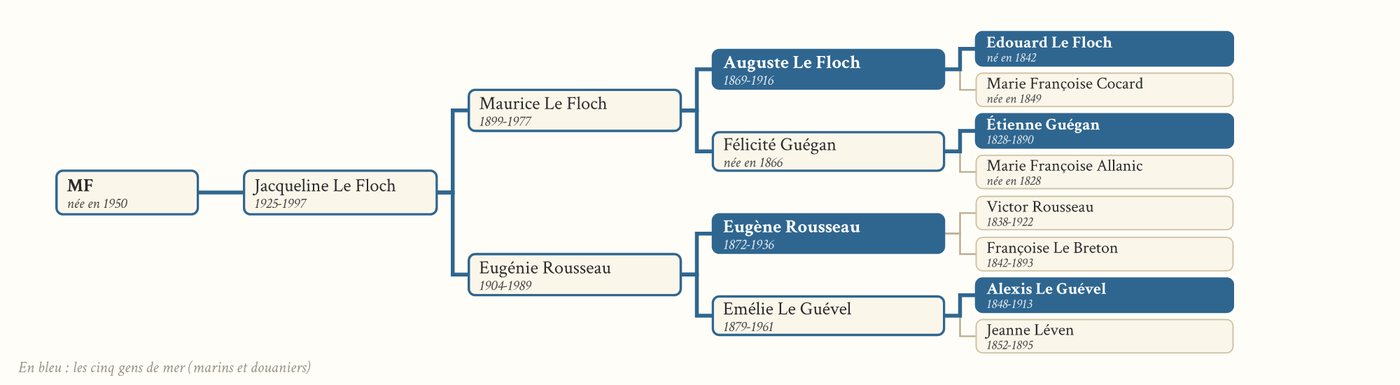 MF
née en 1950
Jacqueline Le Floch
1925-1997
Maurice Le Floch
1899-1977
Eugénie Rousseau
1904-1989
Auguste Le Floch
1869-1916
Félicité Guégan
née en 1866
Eugène Rousseau
1872-1936
Emélie Le Guével
1879-1961
Edouard Le Floch
né en 1842
Marie Françoise Cocard
née en 1849
Étienne Guégan
1828-1890
Marie Françoise Allanic
née en 1828
Victor Rousseau
1838-1922
Françoise Le Breton
1842-1893
Alexis Le Guével
1848-1913
Jeanne Léven
1852-1895
En bleu : les cinq gens de mer (marins et douaniers)